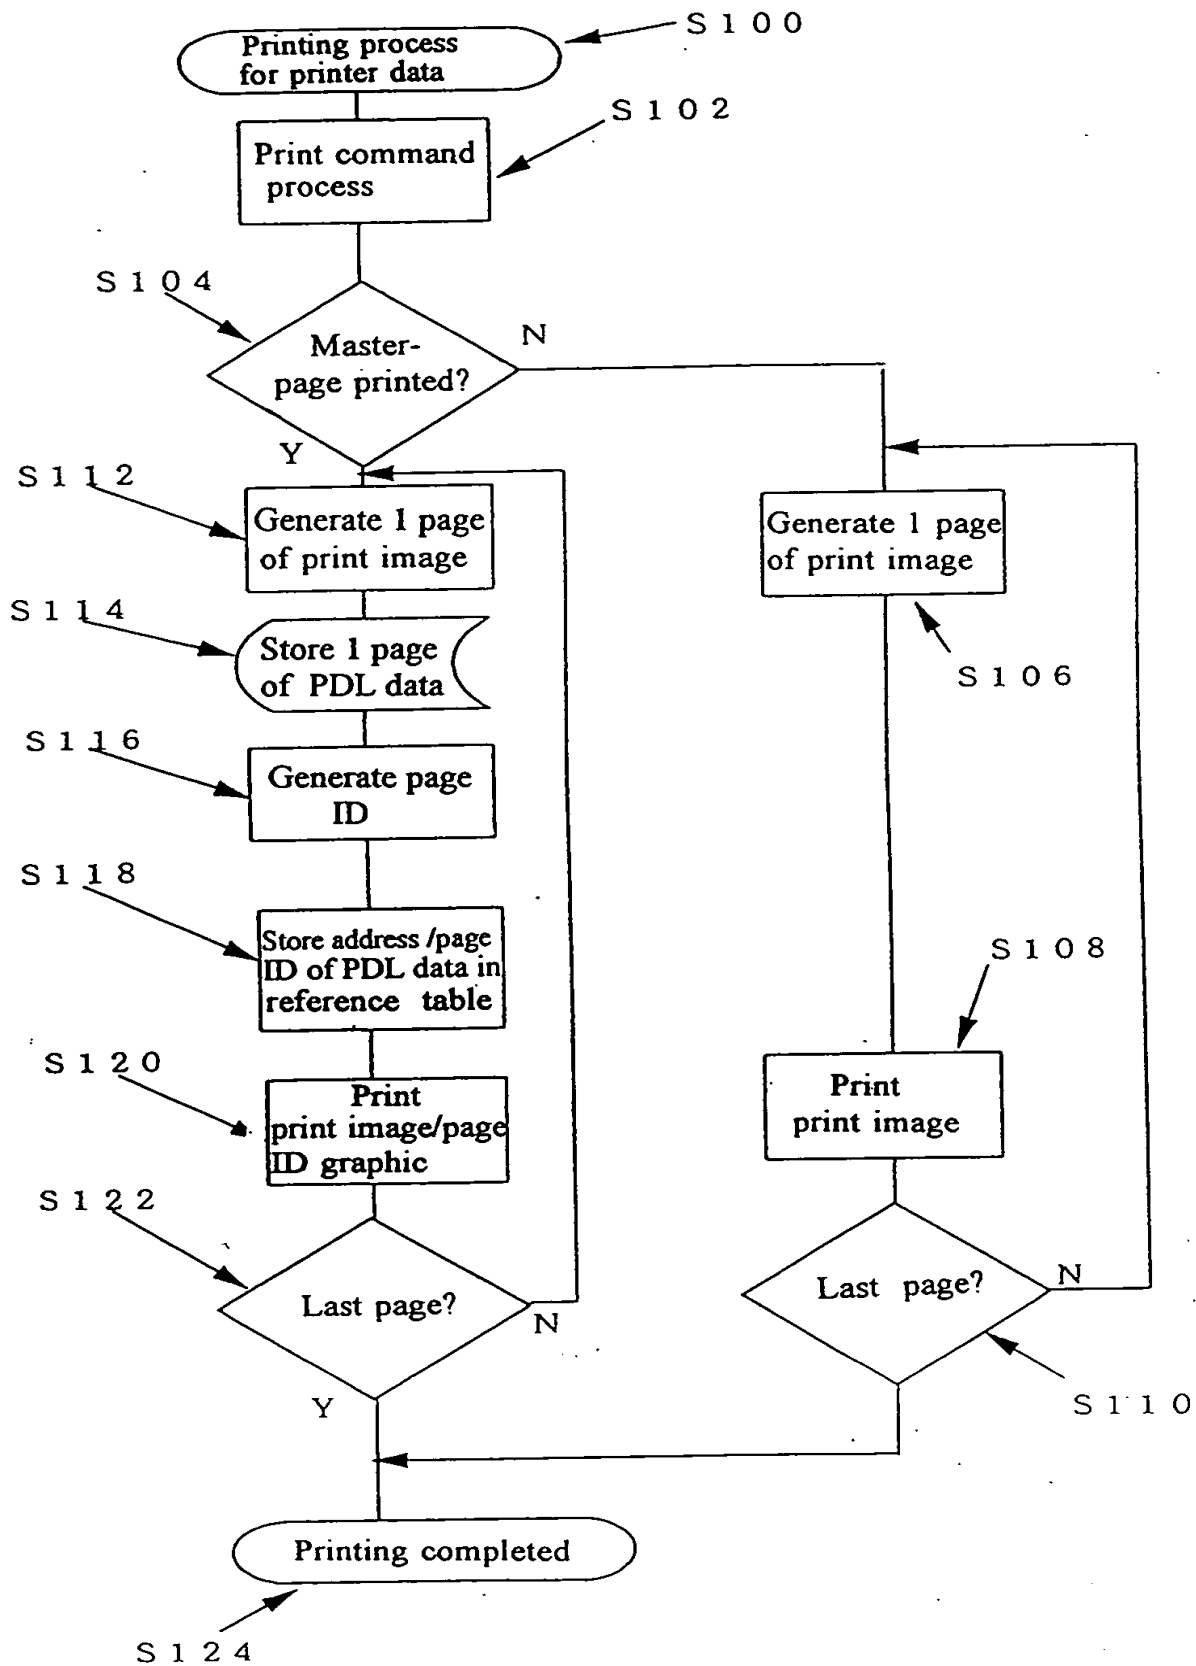 S100
Printing process
for printer data
S102
Print command
process
S104
Master-
page printed?
N
Y
S112
Generate 1 page
of print image
Generate 1 page
of print image
S114
Store 1 page
of PDL data
S106
S116
Generate page
ID
S118
Store address /page
ID of PDL data in
reference table
S108
S120
Print
print image/page
ID graphic
Print
print image
S122
Last page?
N
Last page?
N
Y
S110
Printing completed
S124